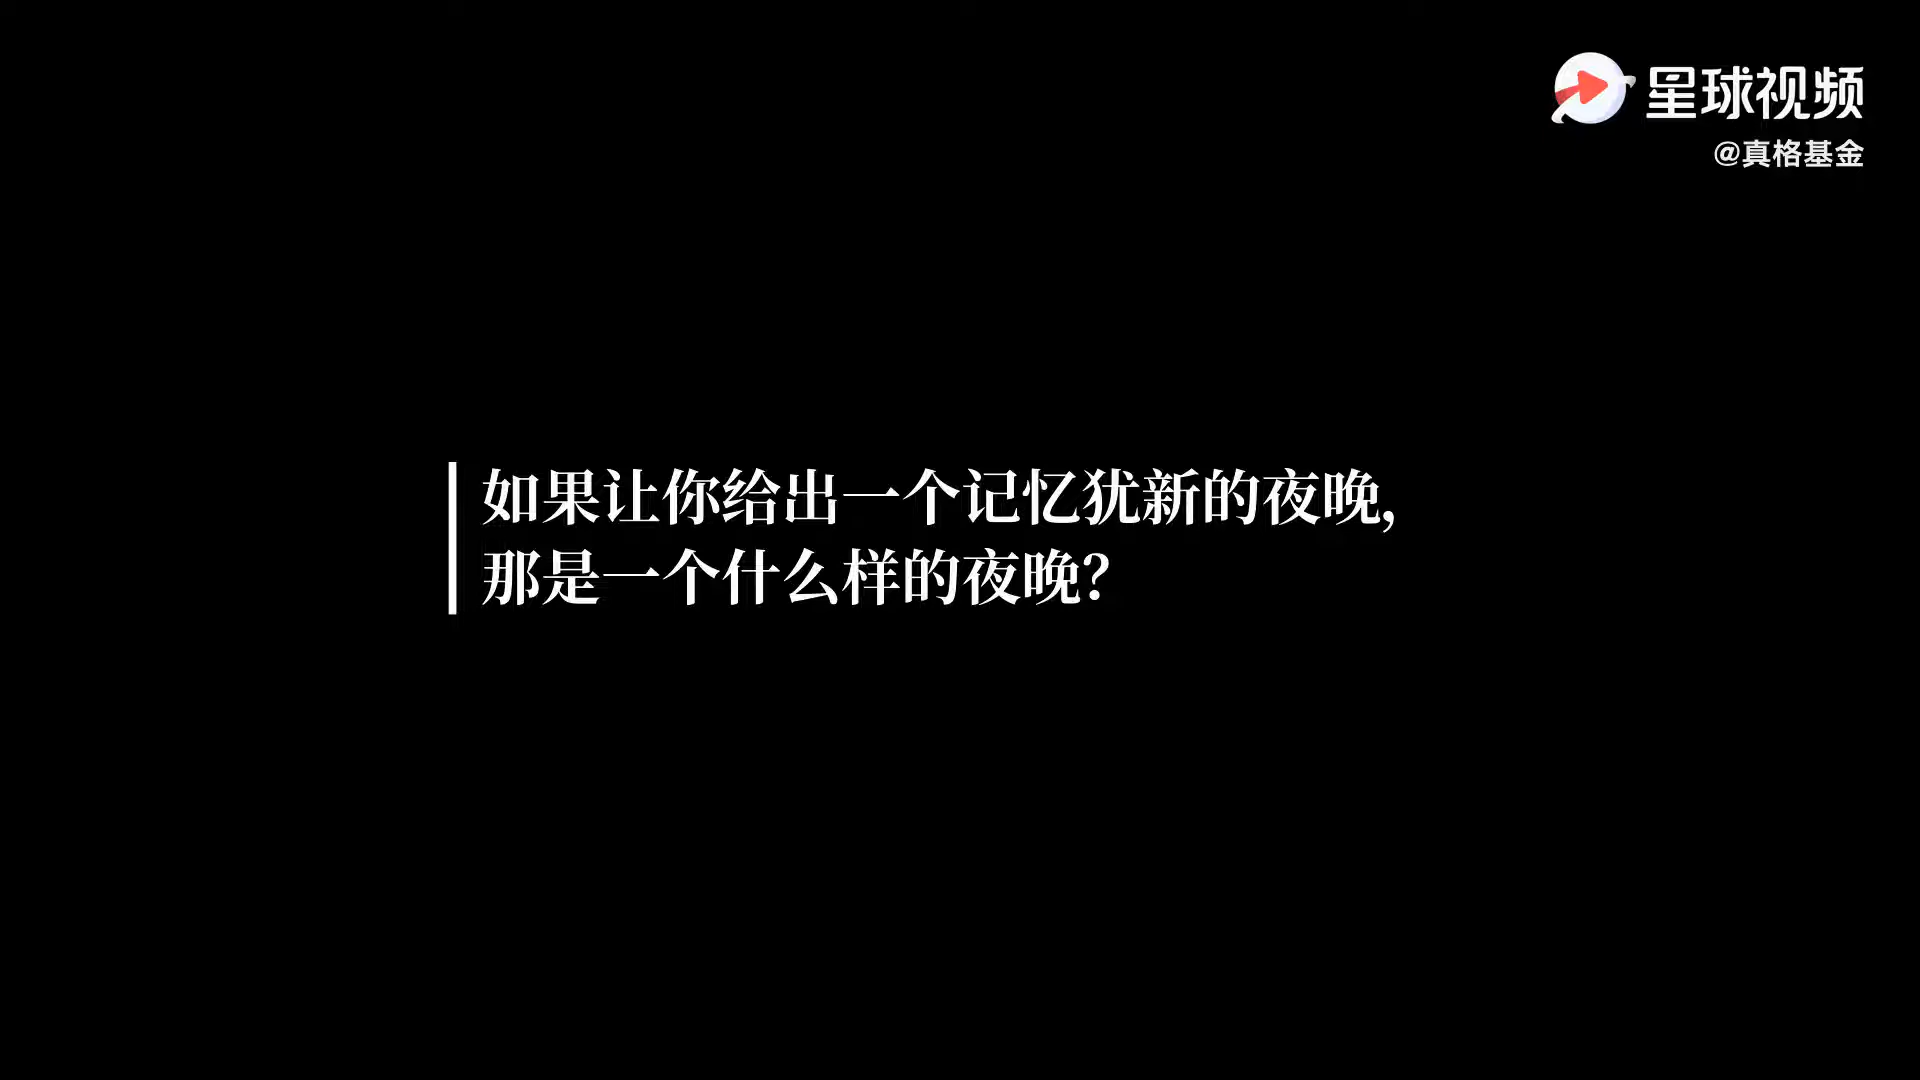 星球视频
@真格基金
如果让你给出一个记忆犹新的夜晚,
那是一个什么样的夜晚?